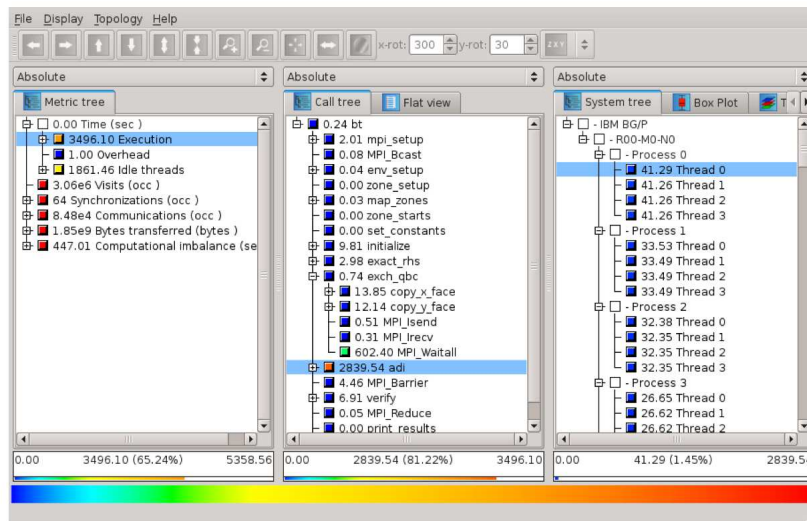 File Display Topology Help
x-rot: 300 y-rot: 30 ZXY
Absolute
Metric tree
0.00 Time (sec )
3496.10 Execution
1.00 Overhead
1861.46 Idle threads
3.06e6 Visits (occ )
64 Synchronizations (occ )
8.48e4 Communications (occ )
1.85e9 Bytes transferred (bytes )
447.01 Computational imbalance (se
0.00 3496.10 (65.24%) 5358.56
Absolute
Call tree Flat view
0.24 bt
2.01 mpi_setup
0.08 MPI_Bcast
0.04 env_setup
0.00 zone_setup
0.03 map_zones
0.00 zone_starts
0.00 set_constants
9.81 initialize
2.98 exact_rhs
0.74 exch_qbc
13.85 copy_x_face
12.14 copy_y_face
0.51 MPI_Isend
0.31 MPI_Irecv
602.40 MPI_Waitall
2839.54 adi
4.46 MPI_Barrier
6.91 verify
0.05 MPI_Reduce
0.00 print_results
0.00 2839.54 (81.22%) 3496.10
Absolute
System tree Box Plot T
- IBM BG/P
- R00-M0-N0
- Process 0
41.29 Thread 0
41.26 Thread 1
41.26 Thread 2
41.26 Thread 3
- Process 1
33.53 Thread 0
33.49 Thread 1
33.49 Thread 2
33.49 Thread 3
- Process 2
32.38 Thread 0
32.35 Thread 1
32.35 Thread 2
32.35 Thread 3
- Process 3
26.65 Thread 0
26.62 Thread 1
26.62 Thread 2
0.00 41.29 (1.45%) 2839.54